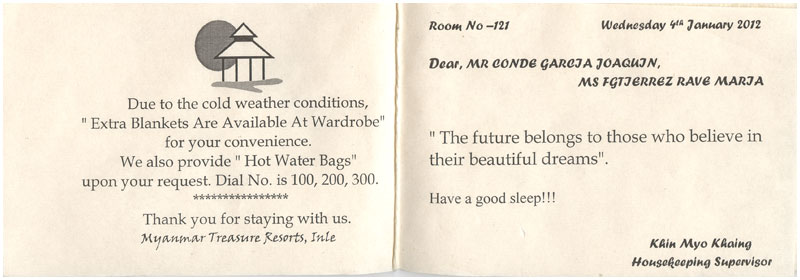 Due to the cold weather conditions,
" Extra Blankets Are Available At Wardrobe"
for your convenience.
We also provide " Hot Water Bags"
upon your request. Dial No. is 100, 200, 300.
****************
Thank you for staying with us.
Myanmar Treasure Resorts, Inle
Room No –121 Wednesday 4th January 2012
Dear, MR CONDE GARCIA JOAQUIN,
MS FGTIERREZ RAVE MARIA
" The future belongs to those who believe in
their beautiful dreams".
Have a good sleep!!!
Khin Myo Khaing
Housekeeping Supervisor